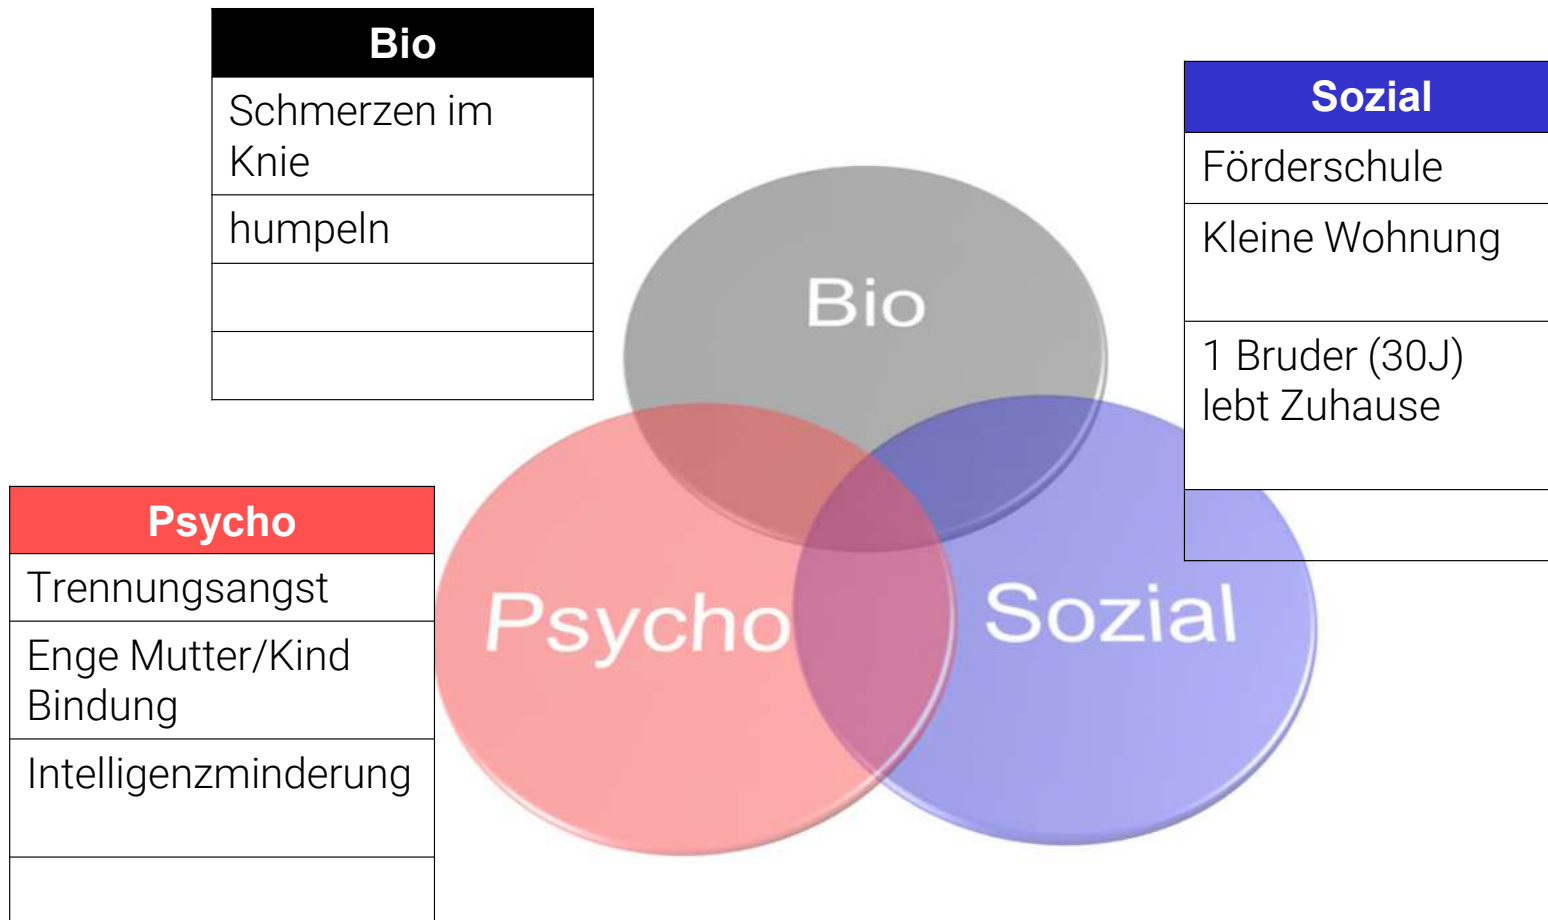 Bio
Schmerzen im
Knie
humpeln
Sozial
Förderschule
Kleine Wohnung
1 Bruder (30J)
lebt Zuhause
Psycho
Trennungsangst
Enge Mutter/Kind
Bindung
Intelligenzminderung
Bio
Psycho
Sozial